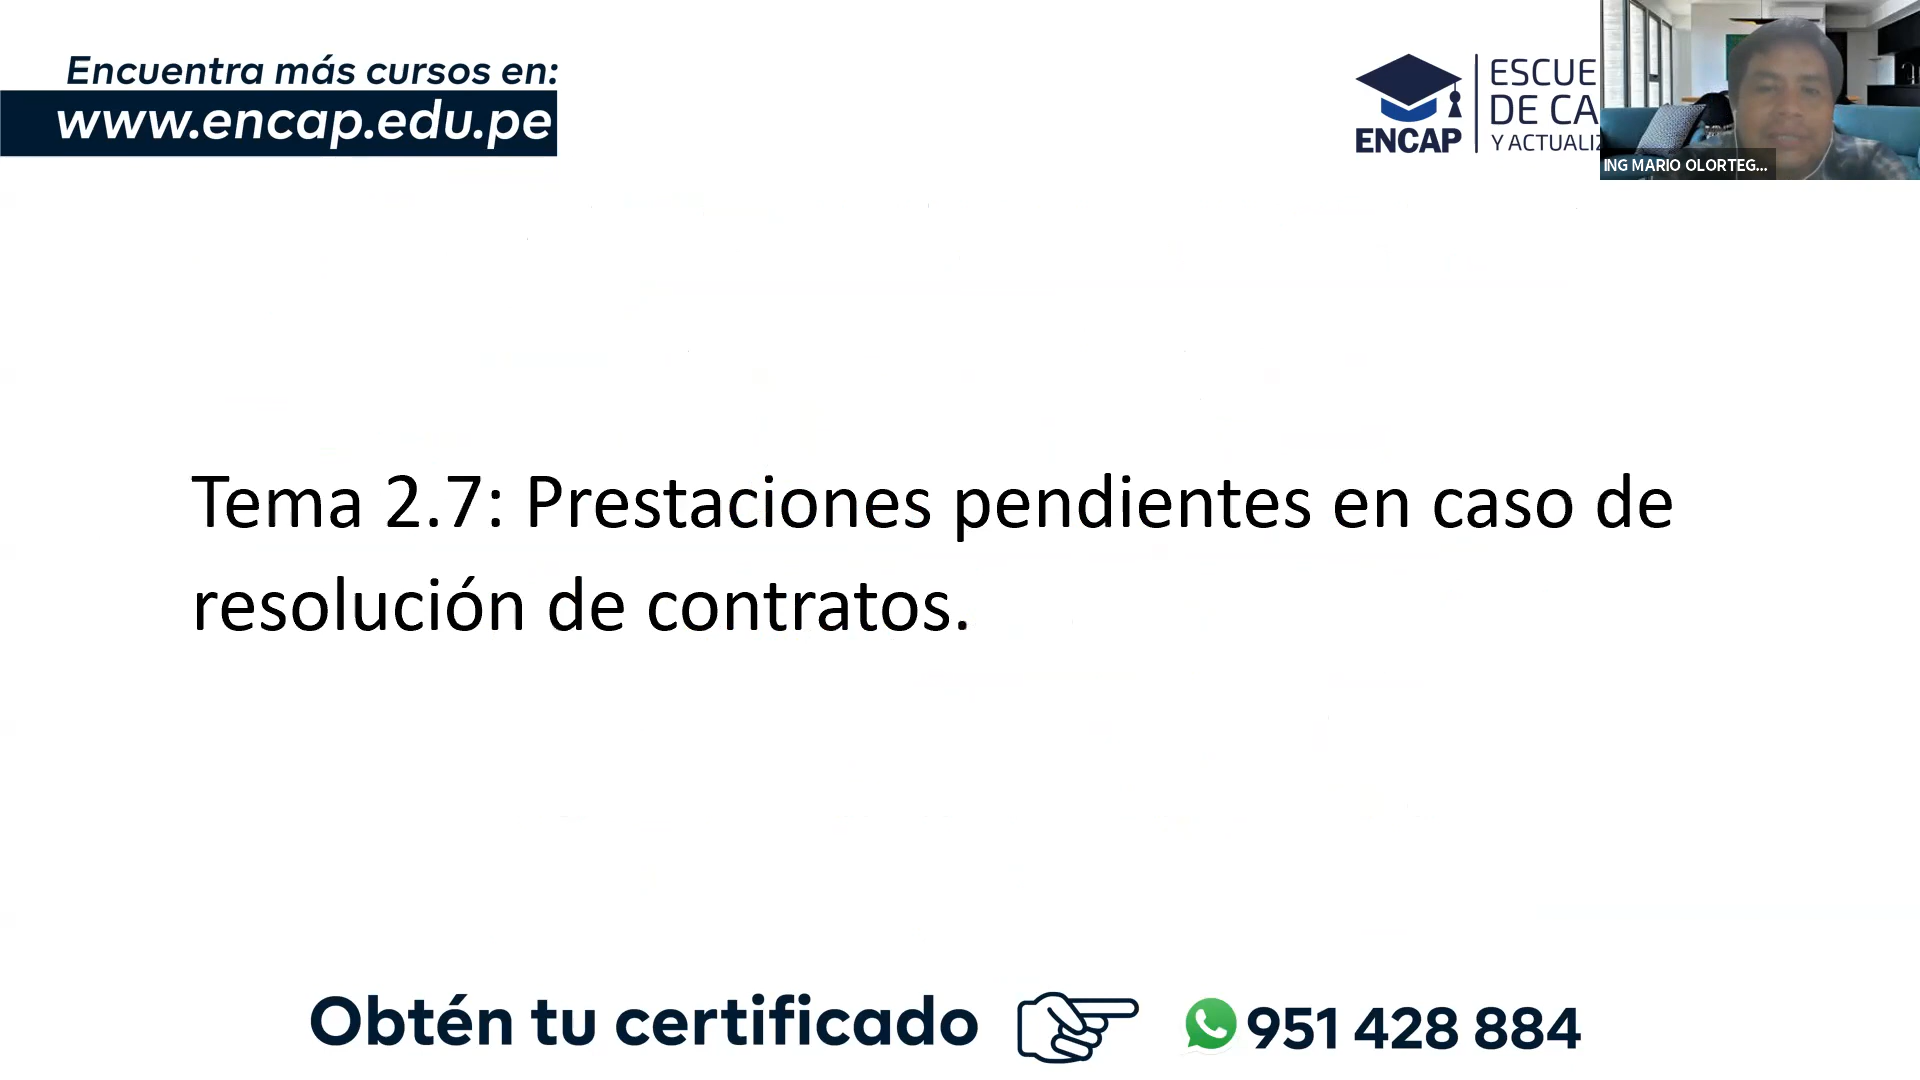 Encuentra más cursos en:
www.encap.edu.pe
ENCAP
ESCUE
DE CA
Y ACTUALIZ
ING MARIO OLORTEG...
Tema 2.7: Prestaciones pendientes en caso de
resolución de contratos.
Obtén tu certificado
951 428 884